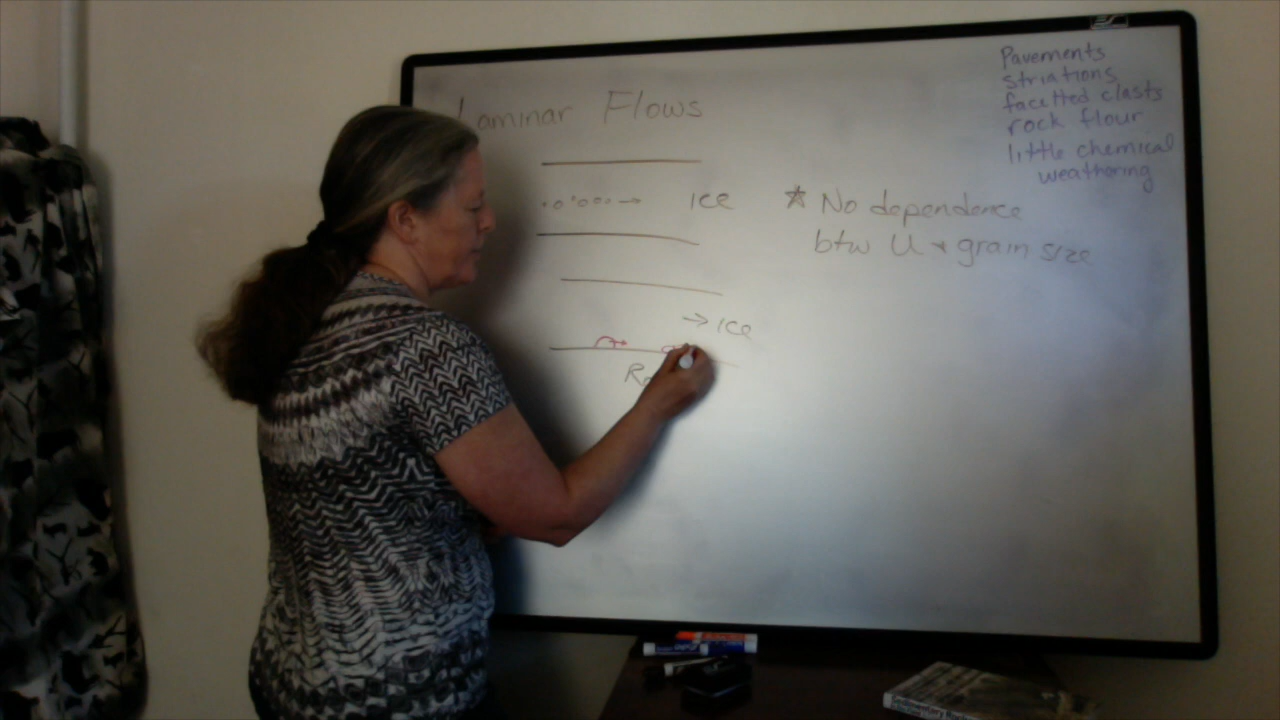 Laminar Flows
ICE
→ ICE
* No dependence
btw U + grain size
Pavements
striations
facetted clasts
rock flour
little chemical
weathering